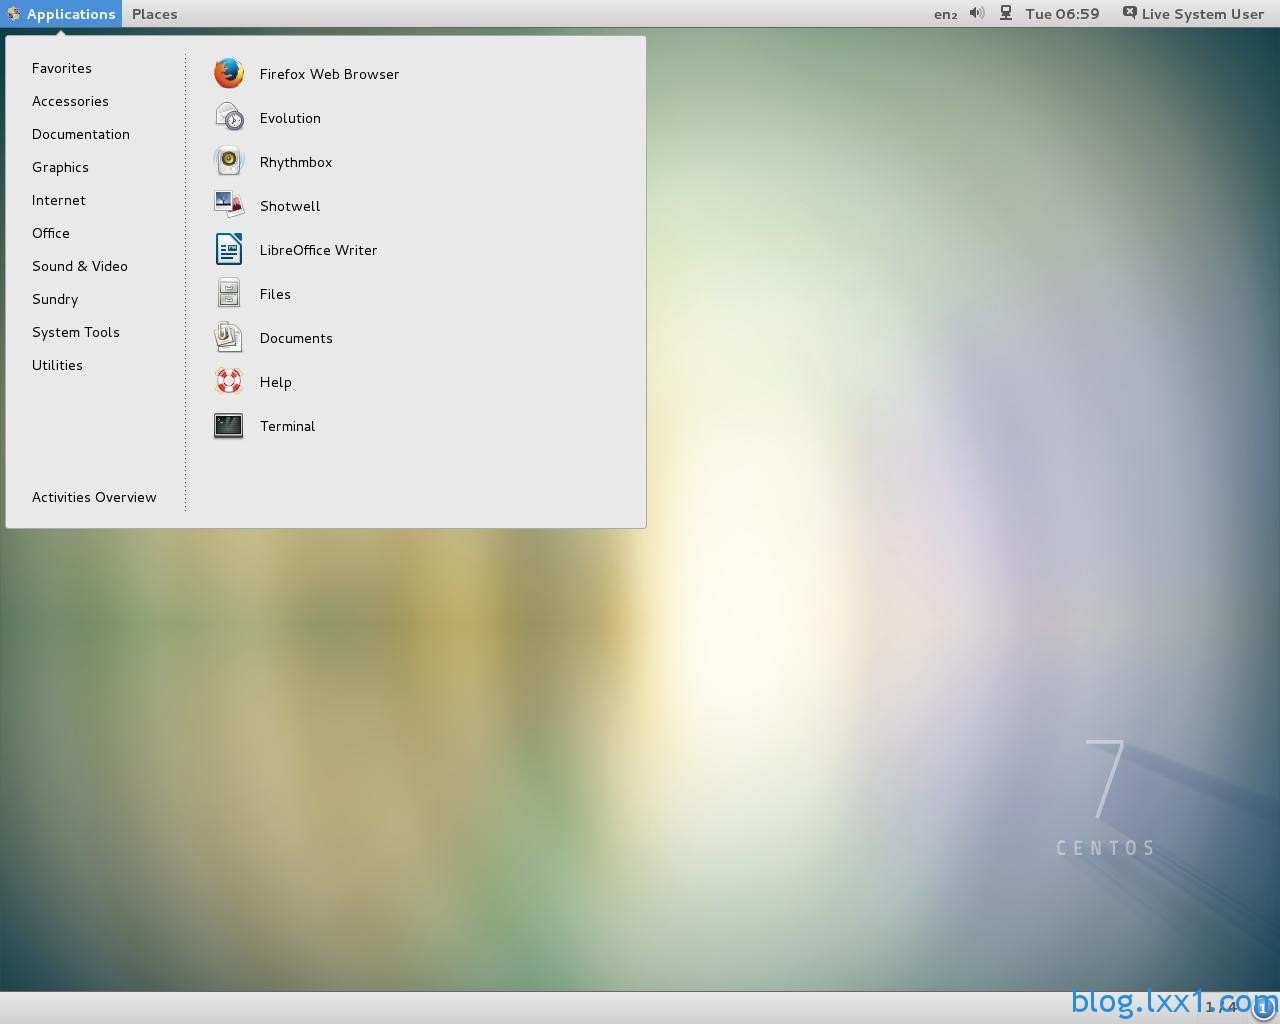 Applications Places en₂ Tue 06:59 Live System User
Favorites
Accessories
Documentation
Graphics
Internet
Office
Sound & Video
Sundry
System Tools
Utilities
Activities Overview
Firefox Web Browser
Evolution
Rhythmbox
Shotwell
LibreOffice Writer
Files
Documents
Help
Terminal
7
CENTOS
1 / 4 1
blog.lxx1.com